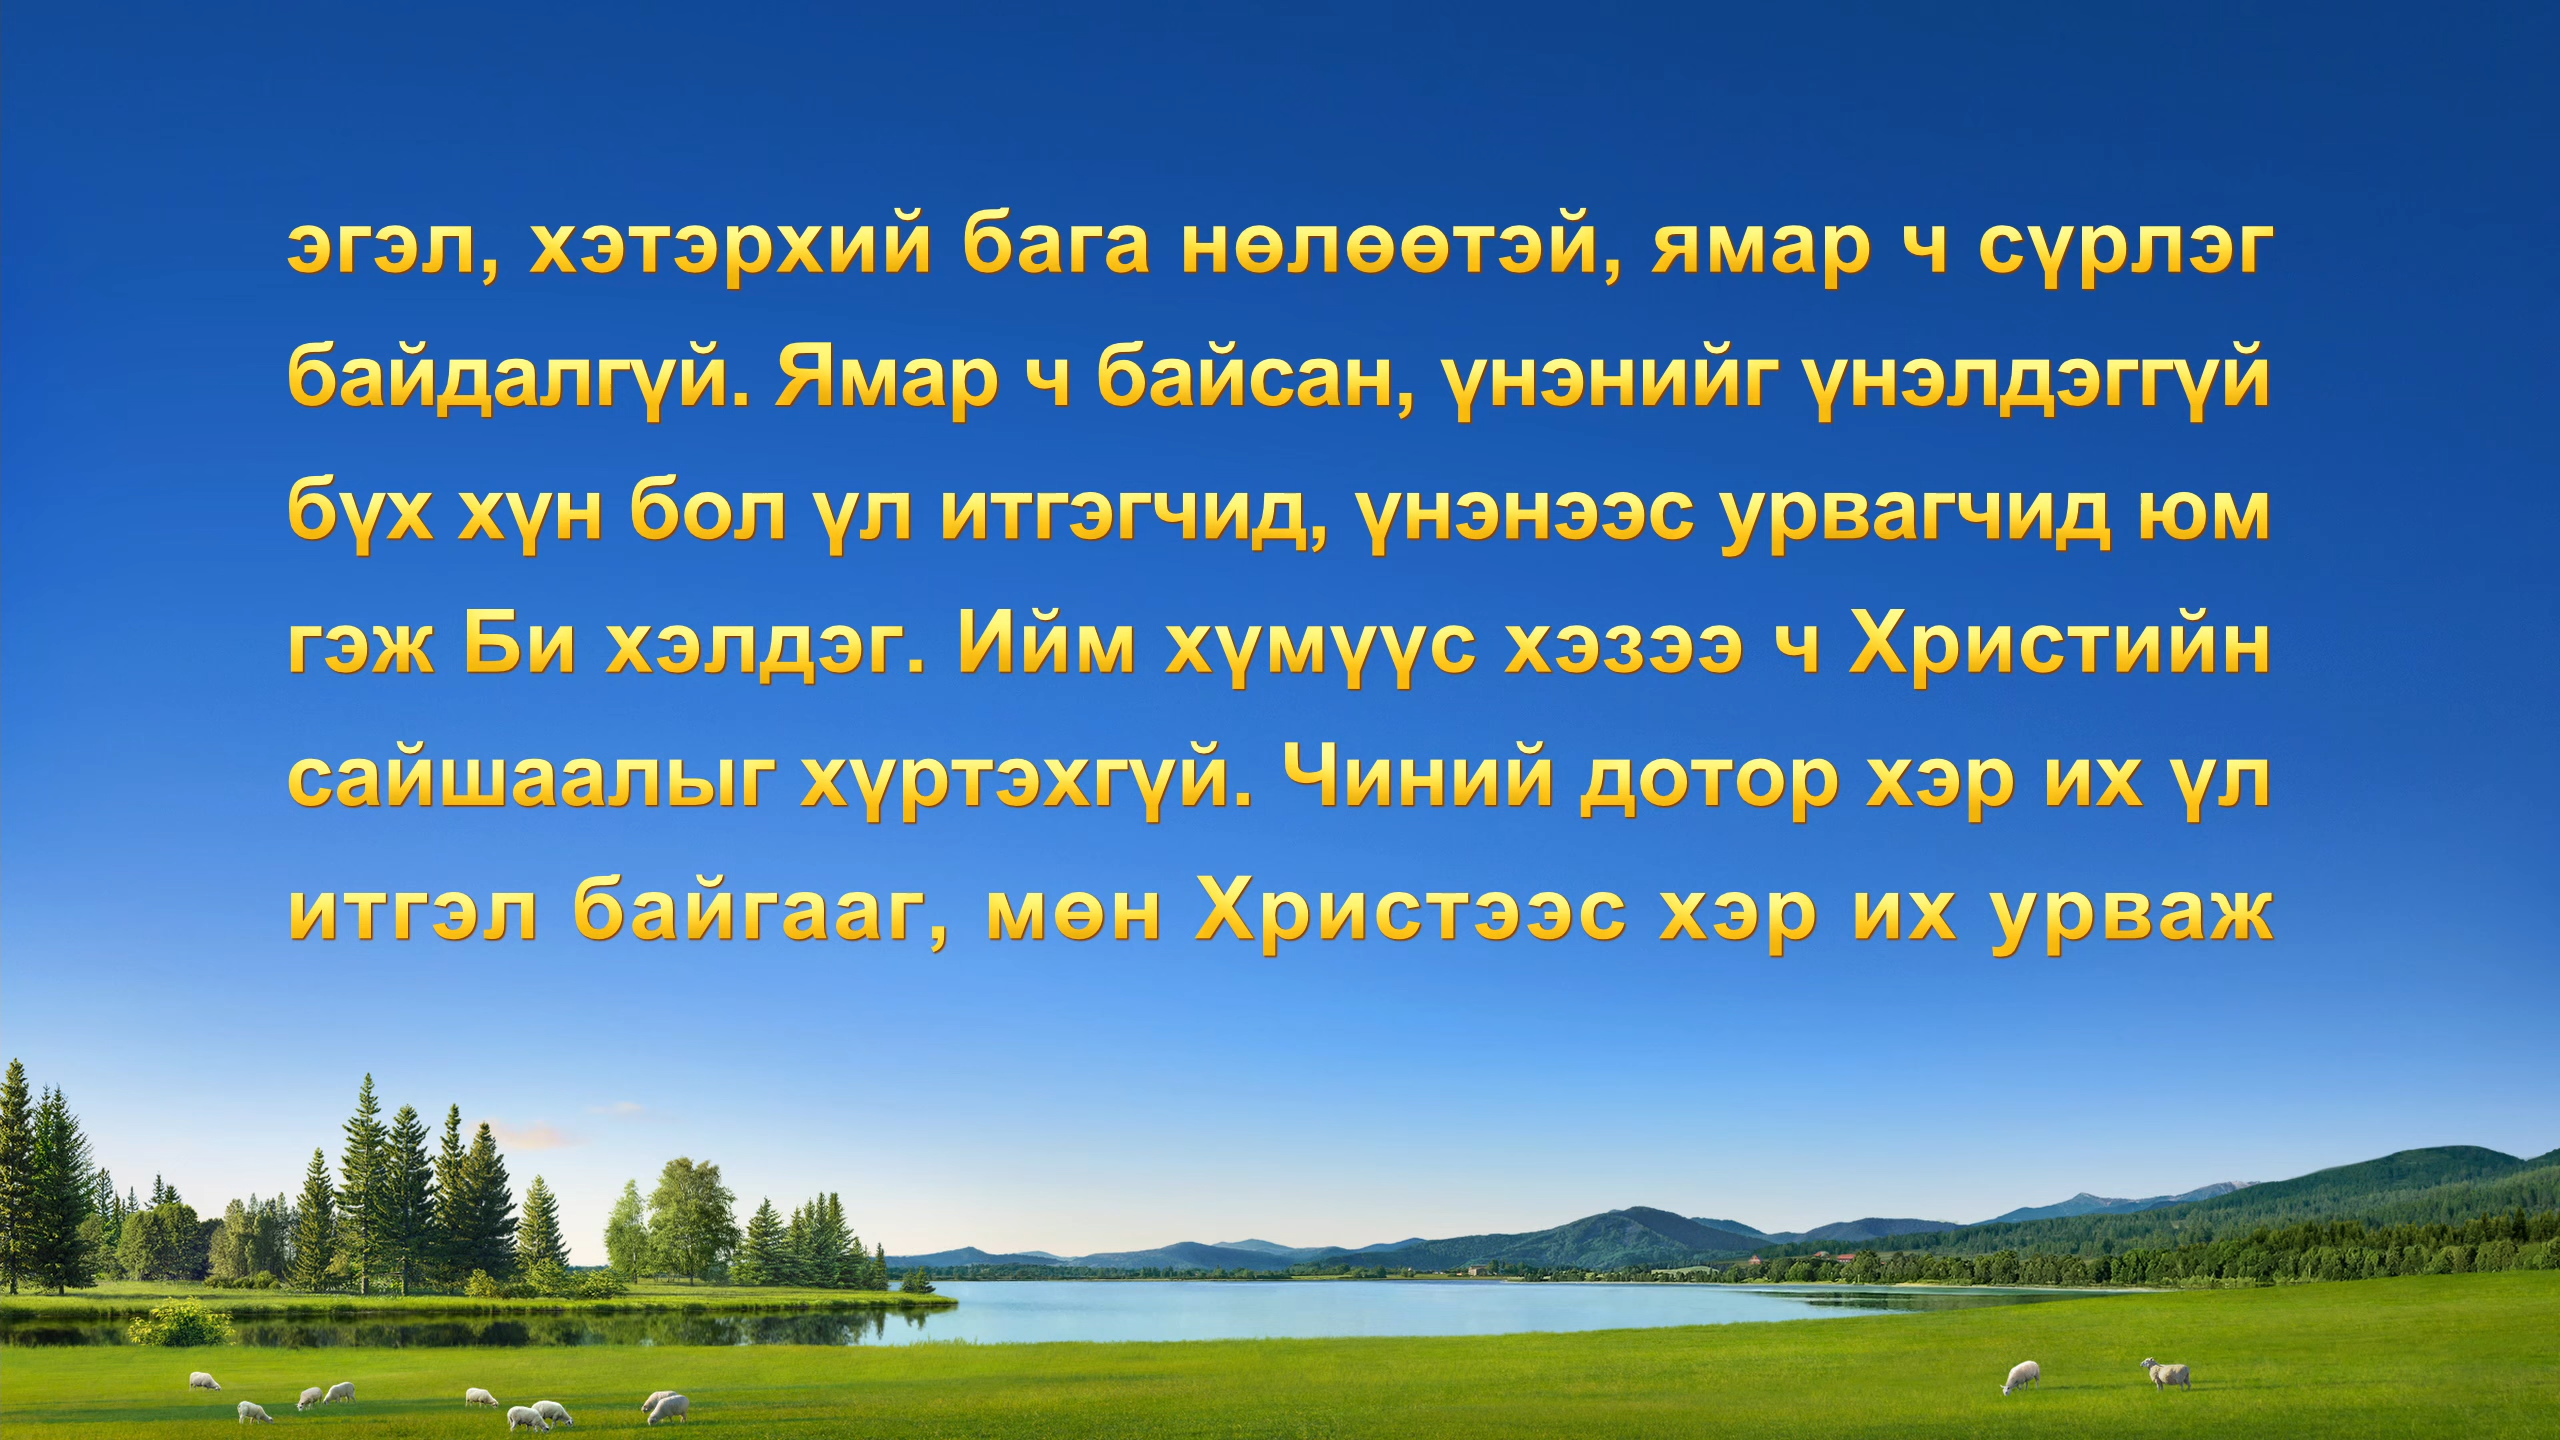 эгэл, хэтэрхий бага нөлөөтэй, ямар ч сүрлэг
байдалгүй. Ямар ч байсан, үнэнийг үнэлдэггүй
бүх хүн бол үл итгэгчид, үнэнээс урвагчид юм
гэж Би хэлдэг. Ийм хүмүүс хэзээ ч Христийн
сайшаалыг хүртэхгүй. Чиний дотор хэр их үл
итгэл байгааг, мөн Христээс хэр их урваж